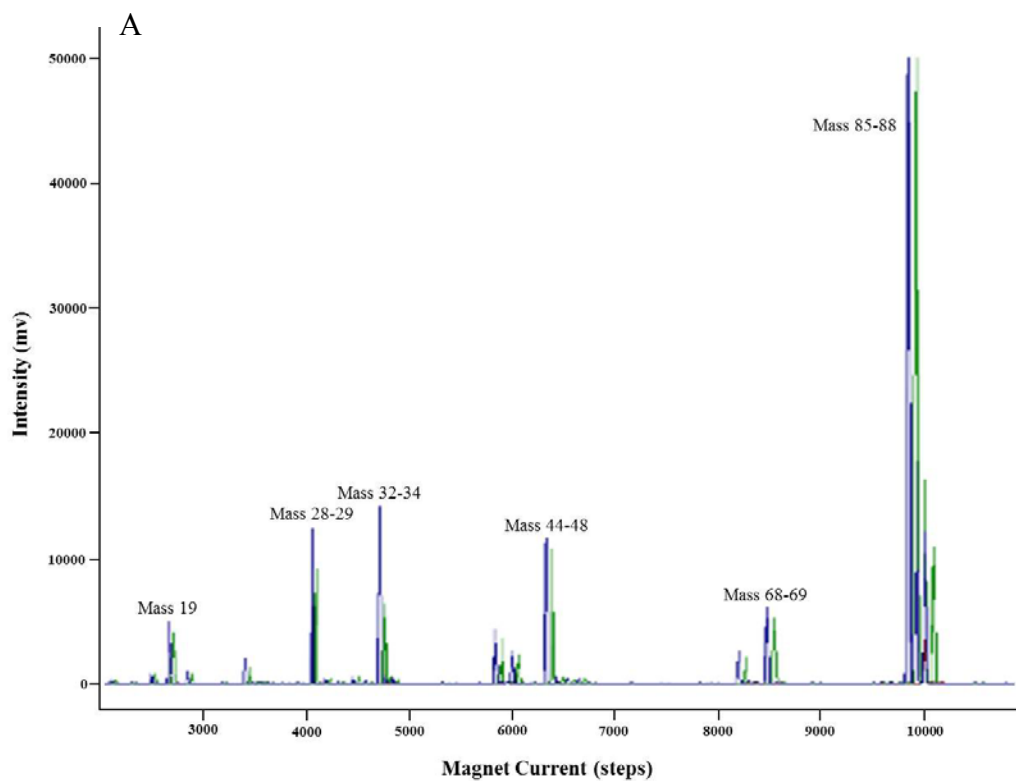 A
50000
Mass 85-88
40000
30000
Intensity (mv)
20000
Mass 32-34
Mass 28-29
Mass 44-48
10000
Mass 19
Mass 68-69
0
3000 4000 5000 6000 7000 8000 9000 10000
Magnet Current (steps)